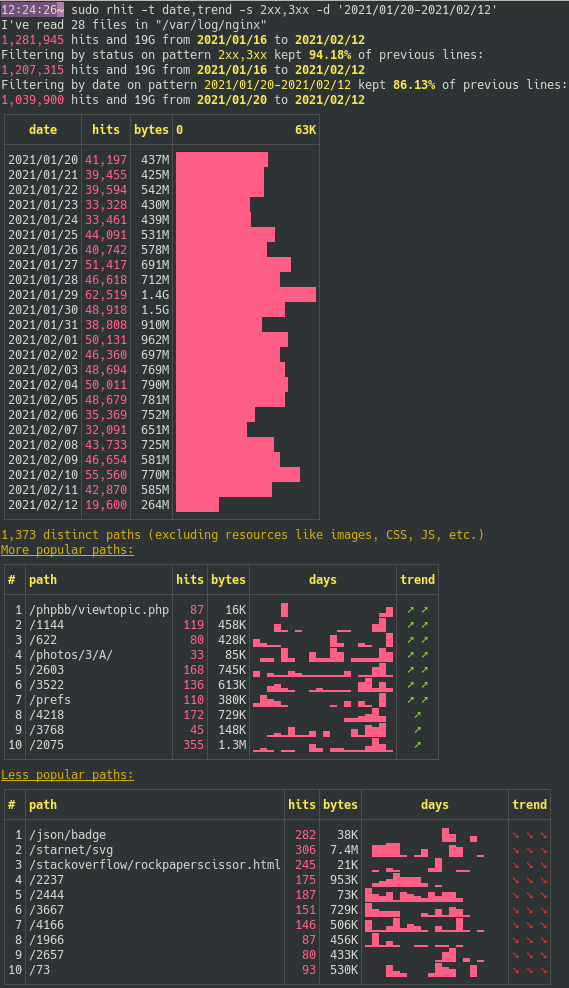 12:24:26~ sudo rhit -t date,trend -s 2xx,3xx -d '2021/01/20-2021/02/12'
I've read 28 files in "/var/log/nginx"
1,281,945 hits and 19G from 2021/01/16 to 2021/02/12
Filtering by status on pattern 2xx,3xx kept 94.18% of previous lines:
1,207,315 hits and 19G from 2021/01/16 to 2021/02/12
Filtering by date on pattern 2021/01/20-2021/02/12 kept 86.13% of previous lines:
1,039,900 hits and 19G from 2021/01/20 to 2021/02/12
date hits bytes 0 63K
2021/01/20 41,197 437M
2021/01/21 39,455 425M
2021/01/22 39,594 542M
2021/01/23 33,328 430M
2021/01/24 33,461 439M
2021/01/25 44,091 531M
2021/01/26 40,742 578M
2021/01/27 51,417 691M
2021/01/28 46,618 712M
2021/01/29 62,519 1.4G
2021/01/30 48,918 1.5G
2021/01/31 38,808 910M
2021/02/01 50,131 962M
2021/02/02 46,360 697M
2021/02/03 48,694 769M
2021/02/04 50,011 790M
2021/02/05 48,679 781M
2021/02/06 35,369 752M
2021/02/07 32,091 651M
2021/02/08 43,733 725M
2021/02/09 46,654 581M
2021/02/10 55,560 770M
2021/02/11 42,870 585M
2021/02/12 19,600 264M
1,373 distinct paths (excluding resources like images, CSS, JS, etc.)
More popular paths:
# path hits bytes days trend
1 /phpbb/viewtopic.php 87 16K ↗ ↗
2 /1144 119 458K ↗ ↗
3 /622 80 428K ↗ ↗
4 /photos/3/A/ 33 85K ↗ ↗
5 /2603 168 745K ↗ ↗
6 /3522 136 613K ↗ ↗
7 /prefs 110 380K ↗ ↗
8 /4218 172 729K ↗
9 /3768 45 148K ↗
10 /2075 355 1.3M ↗
Less popular paths:
# path hits bytes days trend
1 /json/badge 282 38K ↘ ↘ ↘
2 /starnet/svg 306 7.4M ↘ ↘ ↘
3 /stackoverflow/rockpaperscissor.html 245 21K ↘ ↘ ↘
4 /2237 175 953K ↘ ↘ ↘
5 /2444 187 73K ↘ ↘ ↘
6 /3667 151 729K ↘ ↘ ↘
7 /4166 146 506K ↘ ↘ ↘
8 /1966 87 456K ↘ ↘ ↘
9 /2657 80 433K ↘ ↘ ↘
10 /73 93 530K ↘ ↘ ↘